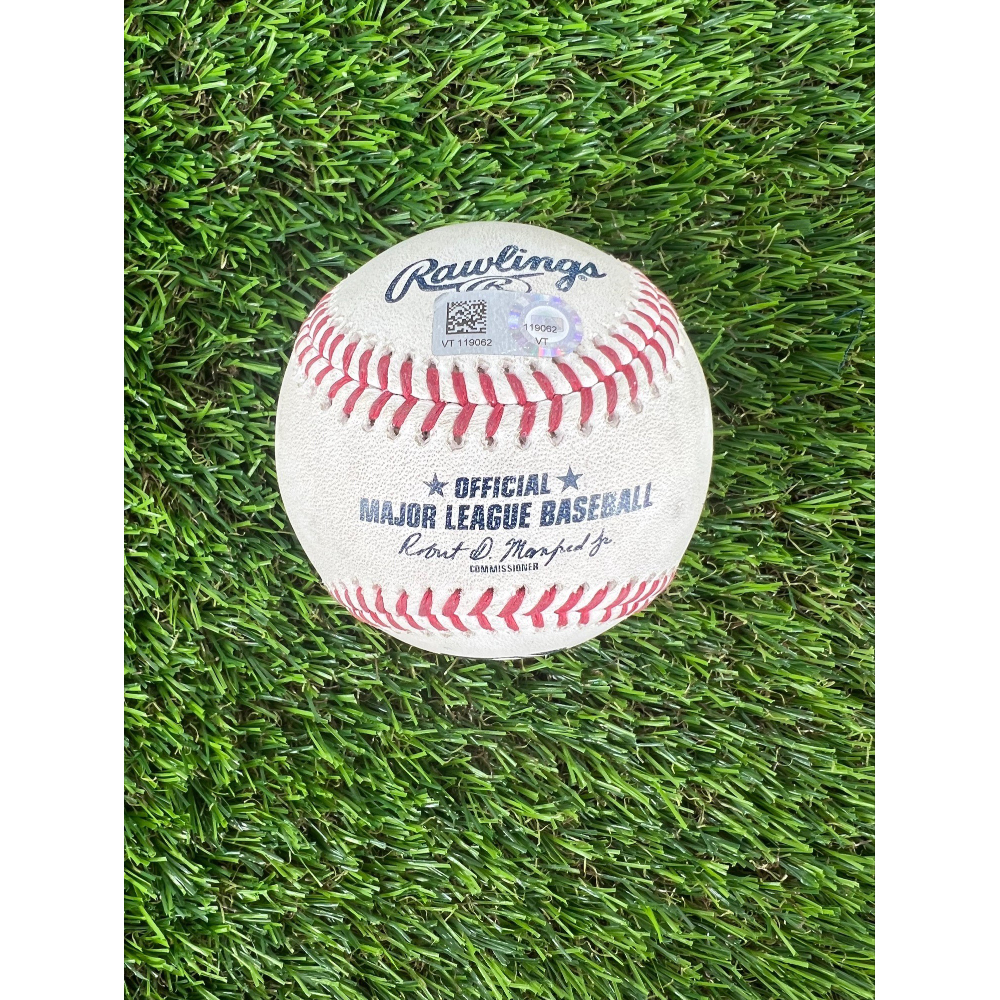 Rawlings®
R
VT 119062
119062
VT
★ OFFICIAL ★
MAJOR LEAGUE BASEBALL
Robert D. Manfred Jr
COMMISSIONER